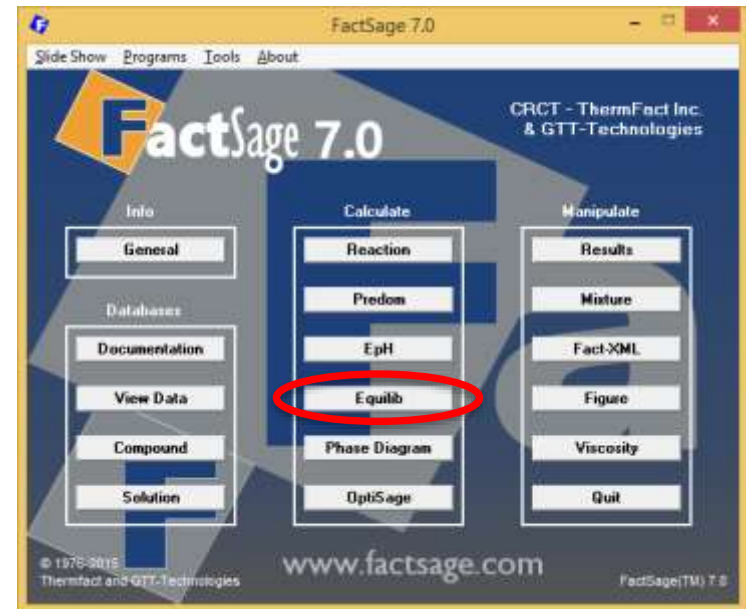 FactSage 7.0
Slide Show Programs Tools About
FactSage 7.0
CRCT - ThermFact Inc.
& GTT-Technologies
Info
General
Databases
Documentation
View Data
Compound
Solution
Calculate
Reaction
Predom
EpH
Equilib
Phase Diagram
OptiSage
Manipulate
Results
Mixture
Fact-XML
Figure
Viscosity
Quit
© 1976-2015
Thermfact and GTT-Technologies
www.factsage.com
FactSage(TM) 7.0